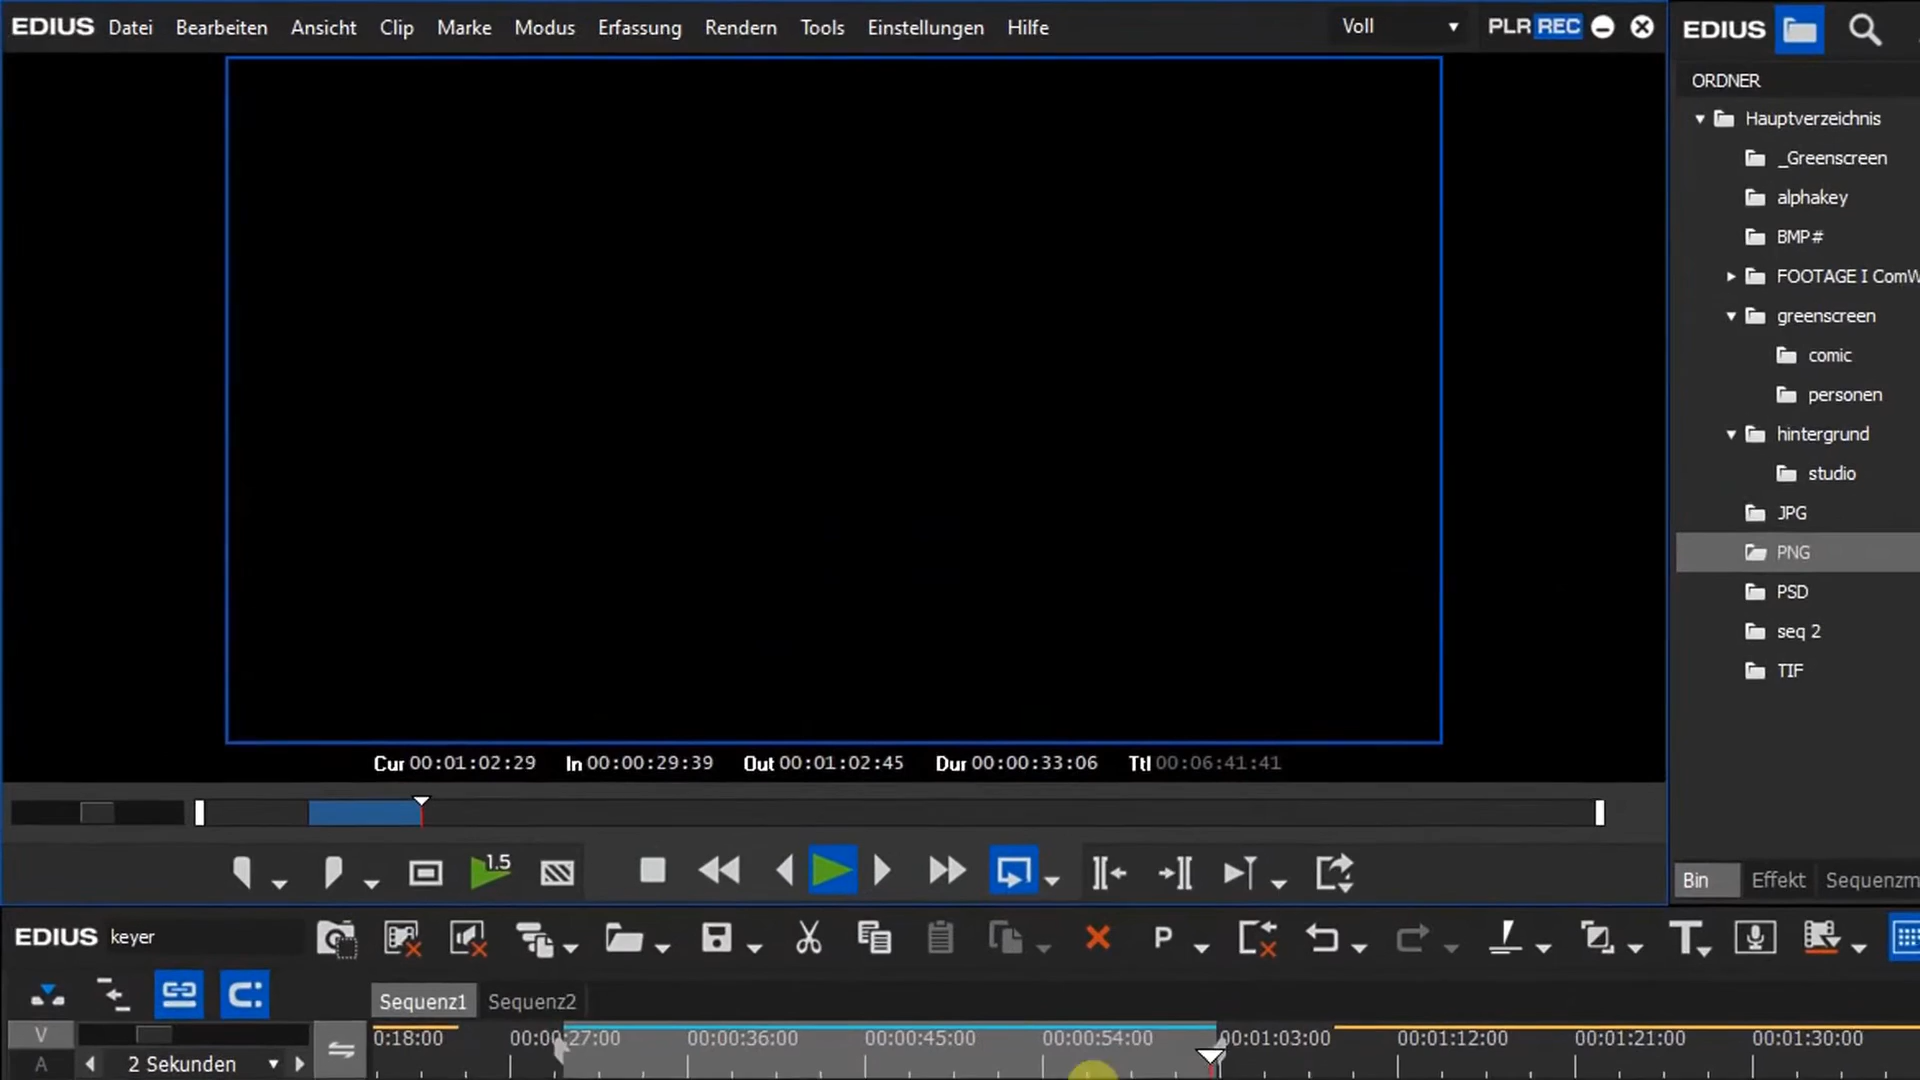 EDIUS Datei Bearbeiten Ansicht Clip Marke Modus Erfassung Rendern Tools Einstellungen Hilfe Voll PLR REC
EDIUS
ORDNER
Hauptverzeichnis
_Greenscreen
alphakey
BMP#
FOOTAGE I ComW
greenscreen
comic
personen
hintergrund
studio
JPG
PNG
PSD
seq 2
TIF
Cur 00:01:02:29 In 00:00:29:39 Out 00:01:02:45 Dur 00:00:33:06 Ttl 00:06:41:41
1.5
Bin Effekt Sequenzm
EDIUS keyer
P
T
Sequenz1 Sequenz2
V
0:18:00 00:00:27:00 00:00:36:00 00:00:45:00 00:00:54:00 00:01:03:00 00:01:12:00 00:01:21:00 00:01:30:00
A 2 Sekunden